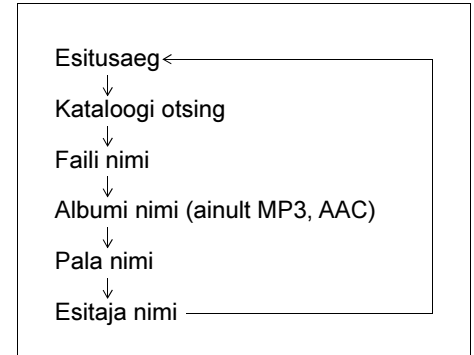 Esitusaeg
Kataloogi otsing
Faili nimi
Albumi nimi (ainult MP3, AAC)
Pala nimi
Esitaja nimi